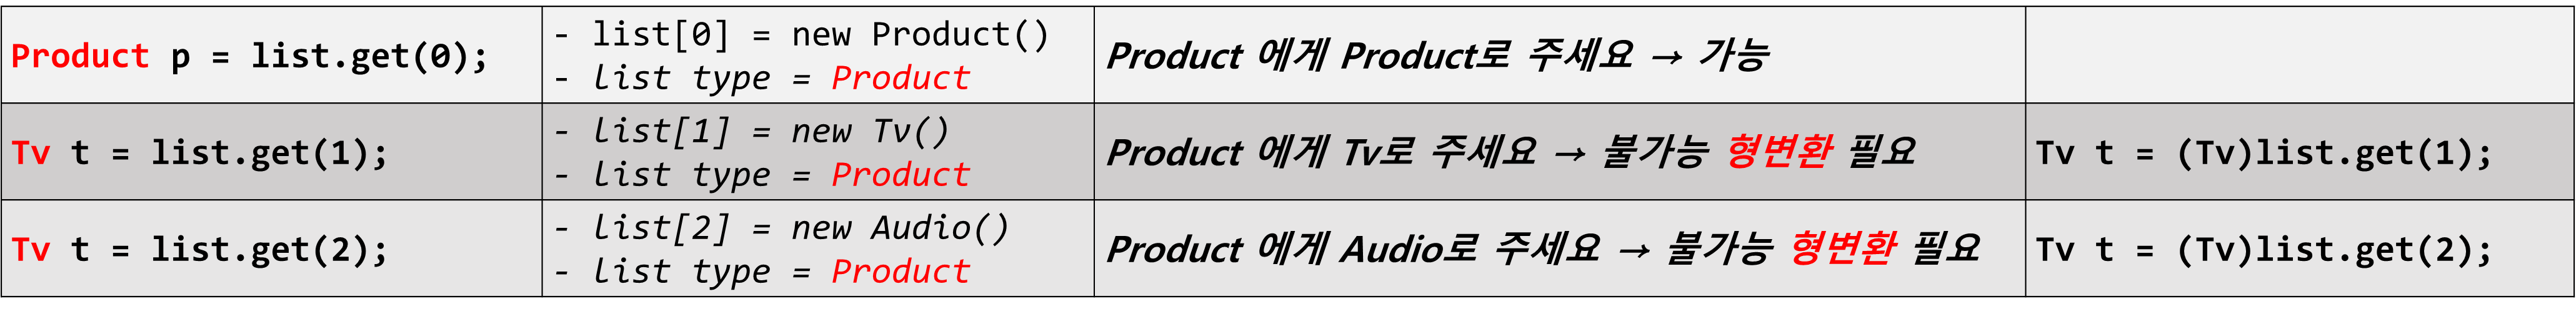 Product p = list.get(0);
- list[0] = new Product()
- list type = Product
Product 에게 Product로 주세요 → 가능
Tv t = list.get(1);
- list[1] = new Tv()
- list type = Product
Product 에게 Tv로 주세요 → 불가능 형변환 필요
Tv t = (Tv)list.get(1);
Tv t = list.get(2);
- list[2] = new Audio()
- list type = Product
Product 에게 Audio로 주세요 → 불가능 형변환 필요
Tv t = (Tv)list.get(2);